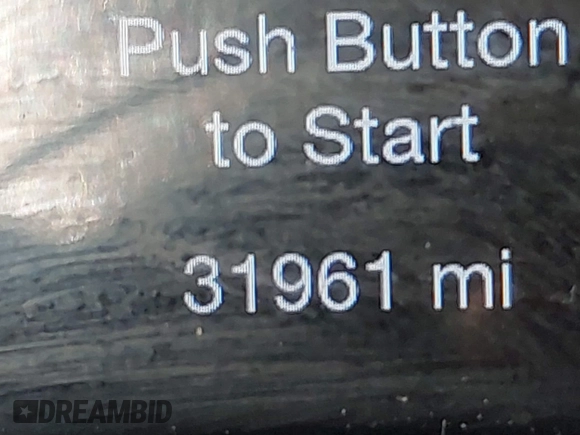 Push Button
to Start
31961 mi
DREAMBID